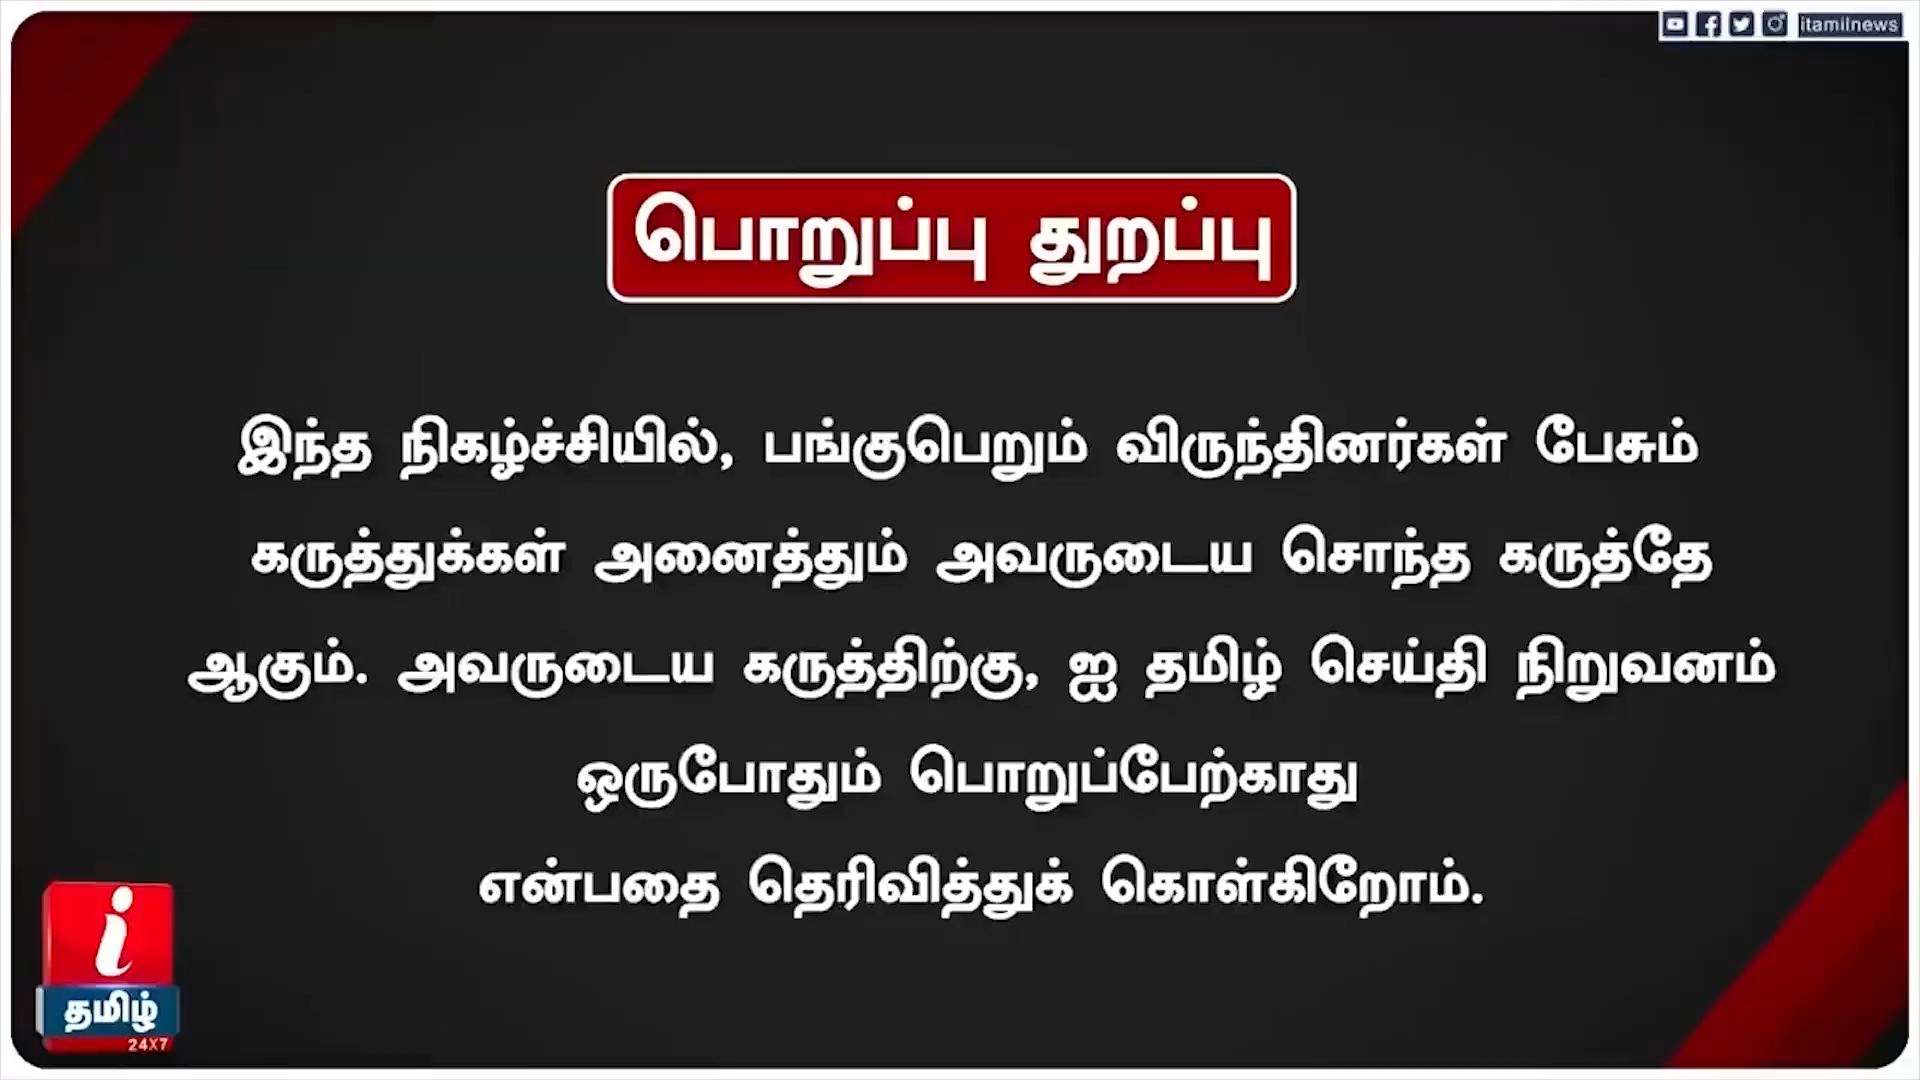 itamilnews
பொறுப்பு துறப்பு
இந்த நிகழ்ச்சியில், பங்குபெறும் விருந்தினர்கள் பேசும்
கருத்துக்கள் அனைத்தும் அவருடைய சொந்த கருத்தே
ஆகும். அவருடைய கருத்திற்கு, ஐ தமிழ் செய்தி நிறுவனம்
ஒருபோதும் பொறுப்பேற்காது
என்பதை தெரிவித்துக் கொள்கிறோம்.
i
தமிழ்
24X7